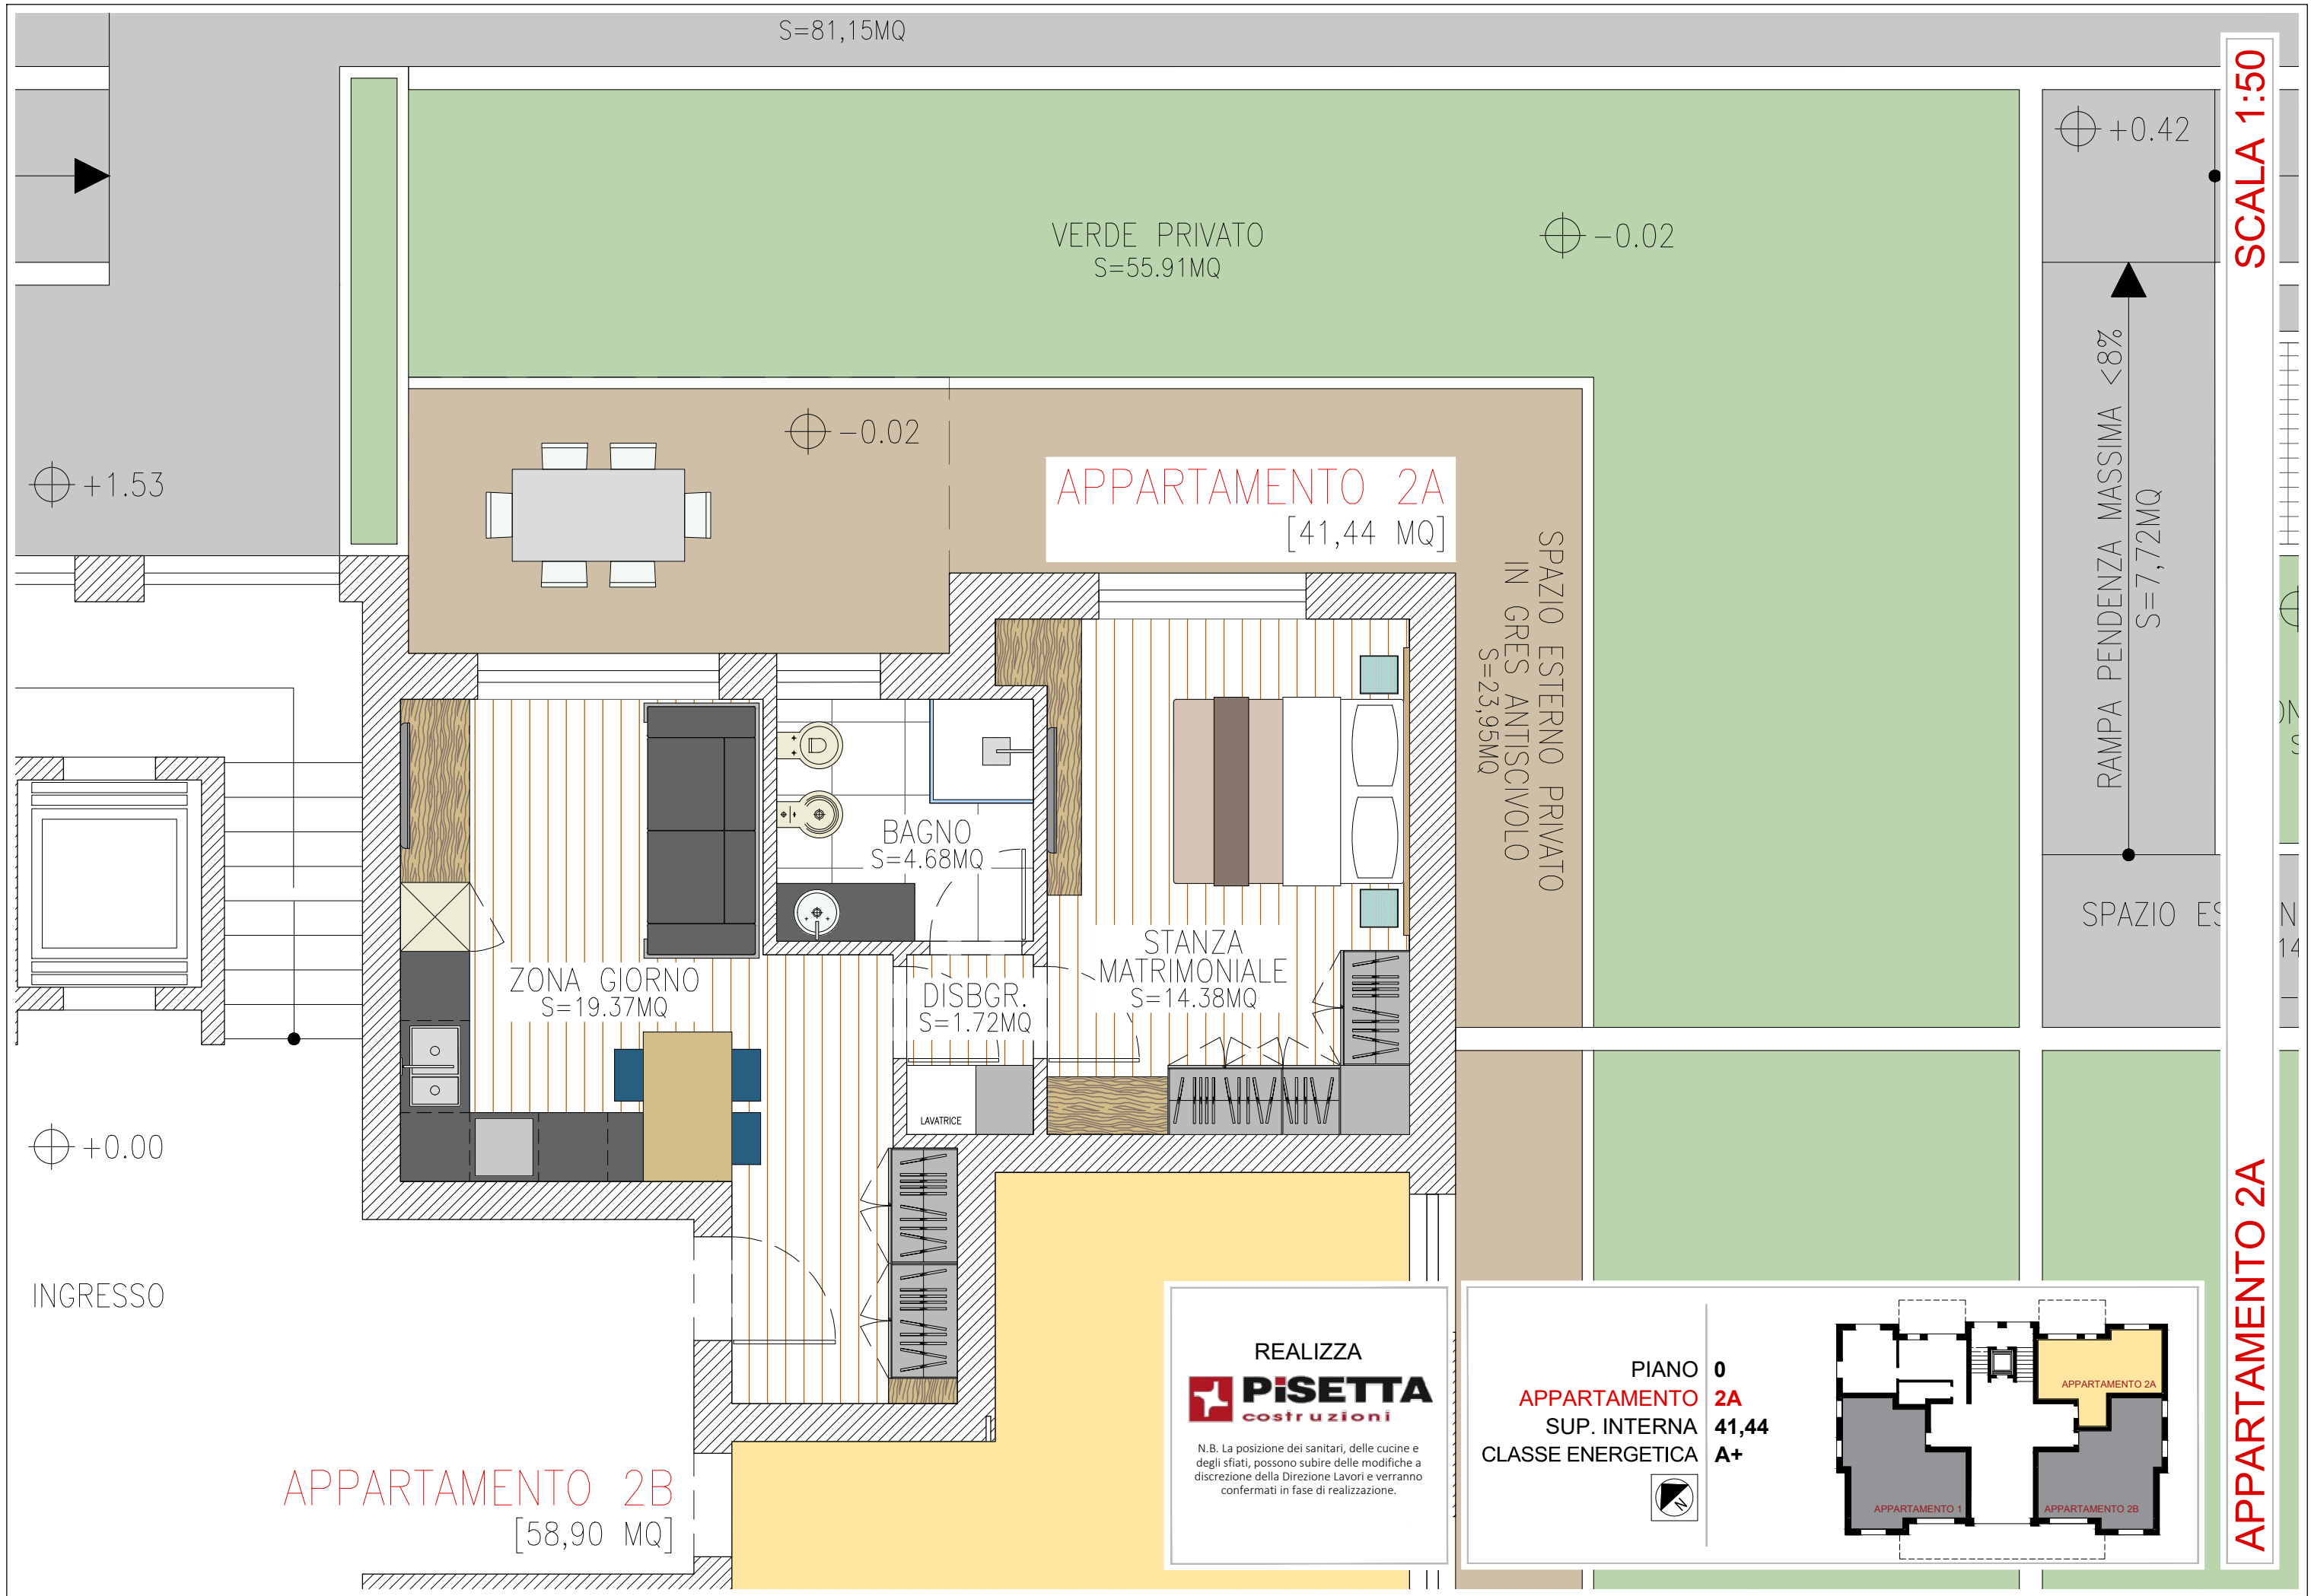 S=81,15MQ
SCALA 1:50
+0.42
VERDE PRIVATO
S=55.91MQ
-0.02
-0.02
+1.53
APPARTAMENTO 2A
[41,44 MQ]
SPAZIO ESTERNO PRIVATO
IN GRES ANTISCIVOLO
S=23,95MQ
RAMPA PENDENZA MASSIMA <8%
S=7,72MQ
BAGNO
S=4.68MQ
SPAZIO
STANZA
MATRIMONIALE
S=14.38MQ
ZONA GIORNO
S=19.37MQ
DISBGR.
S=1.72MQ
LAVATRICE
+0.00
INGRESSO
APPARTAMENTO 2B
[58,90 MQ]
REALIZZA
PiSETTA
costruzioni
N.B. La posizione dei sanitari, delle cucine e
degli sfiati, possono subire delle modifiche a
discrezione della Direzione Lavori e verranno
confermati in fase di realizzazione.
PIANO 0
APPARTAMENTO 2A
SUP. INTERNA 41,44
CLASSE ENERGETICA A+
N
APPARTAMENTO 2A
APPARTAMENTO 1
APPARTAMENTO 2B
APPARTAMENTO 2A